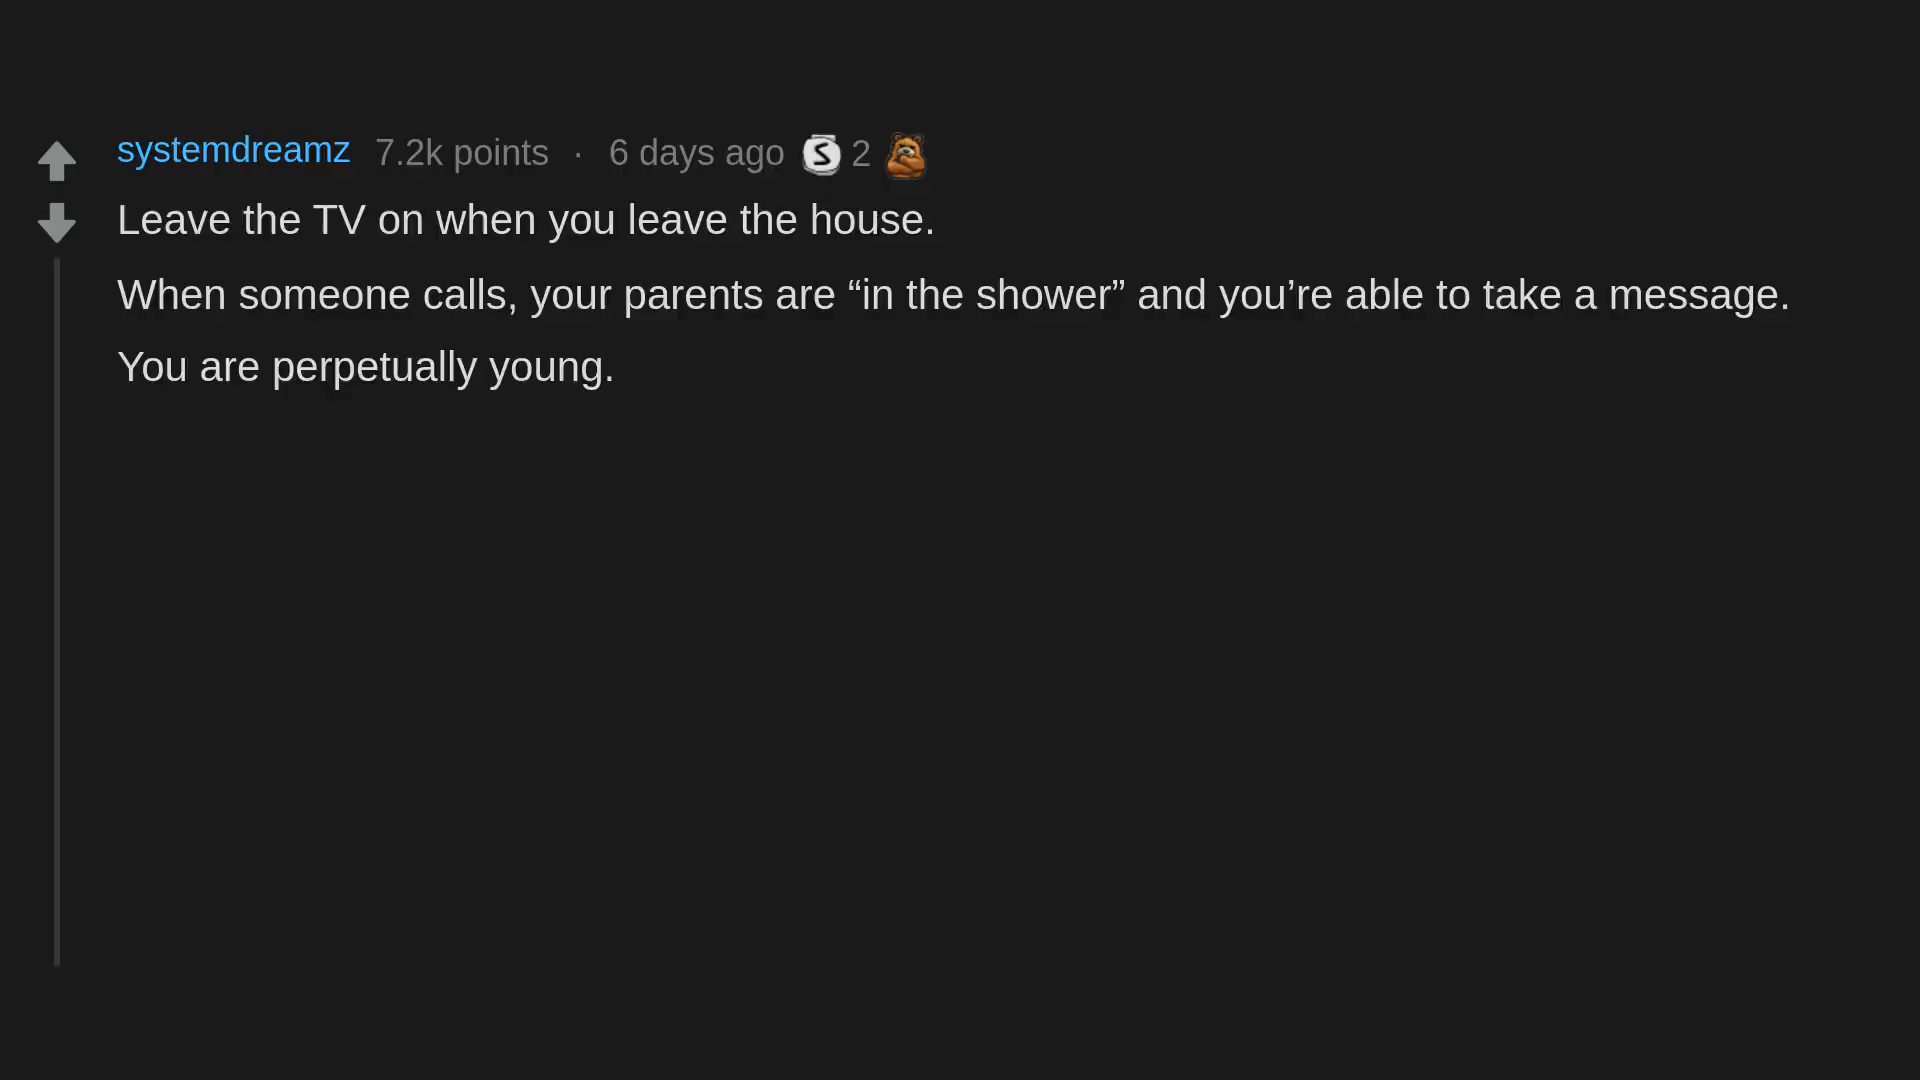 systemdreamz 7.2k points · 6 days ago S 2
Leave the TV on when you leave the house.
When someone calls, your parents are “in the shower” and you’re able to take a message.
You are perpetually young.